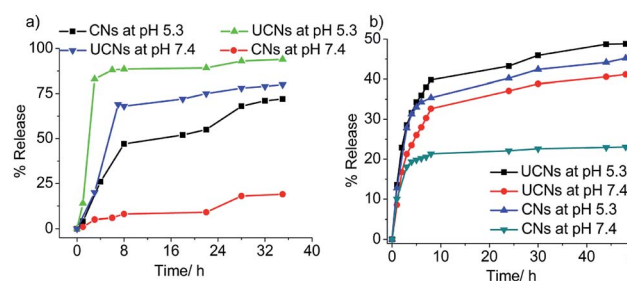 a)
CNs at pH 5.3 UCNs at pH 5.3
UCNs at pH 7.4 CNs at pH 7.4
100
75
50
25
0
% Release
0 8 16 24 32 40
Time/ h
b)
50
40
30
20
10
0
% Release
UCNs at pH 5.3
UCNs at pH 7.4
CNs at pH 5.3
CNs at pH 7.4
0 10 20 30 40
Time/ h